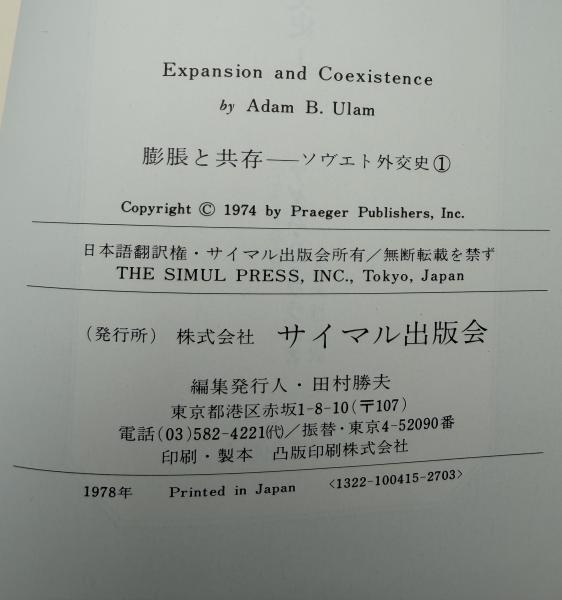 Expansion and Coexistence
by Adam B. Ulam
膨脹と共存——ソヴエト外交史①
Copyright © 1974 by Praeger Publishers, Inc.
日本語翻訳権・サイマル出版会所有/無断転載を禁ず
THE SIMUL PRESS, INC., Tokyo, Japan
(発行所) 株式会社 サイマル出版会
編集発行人・田村勝夫
東京都港区赤坂1-8-10(〒107)
電話(03)582-4221㈹/振替・東京4-52090番
印刷・製本 凸版印刷株式会社
1978年 Printed in Japan <1322-100415-2703>